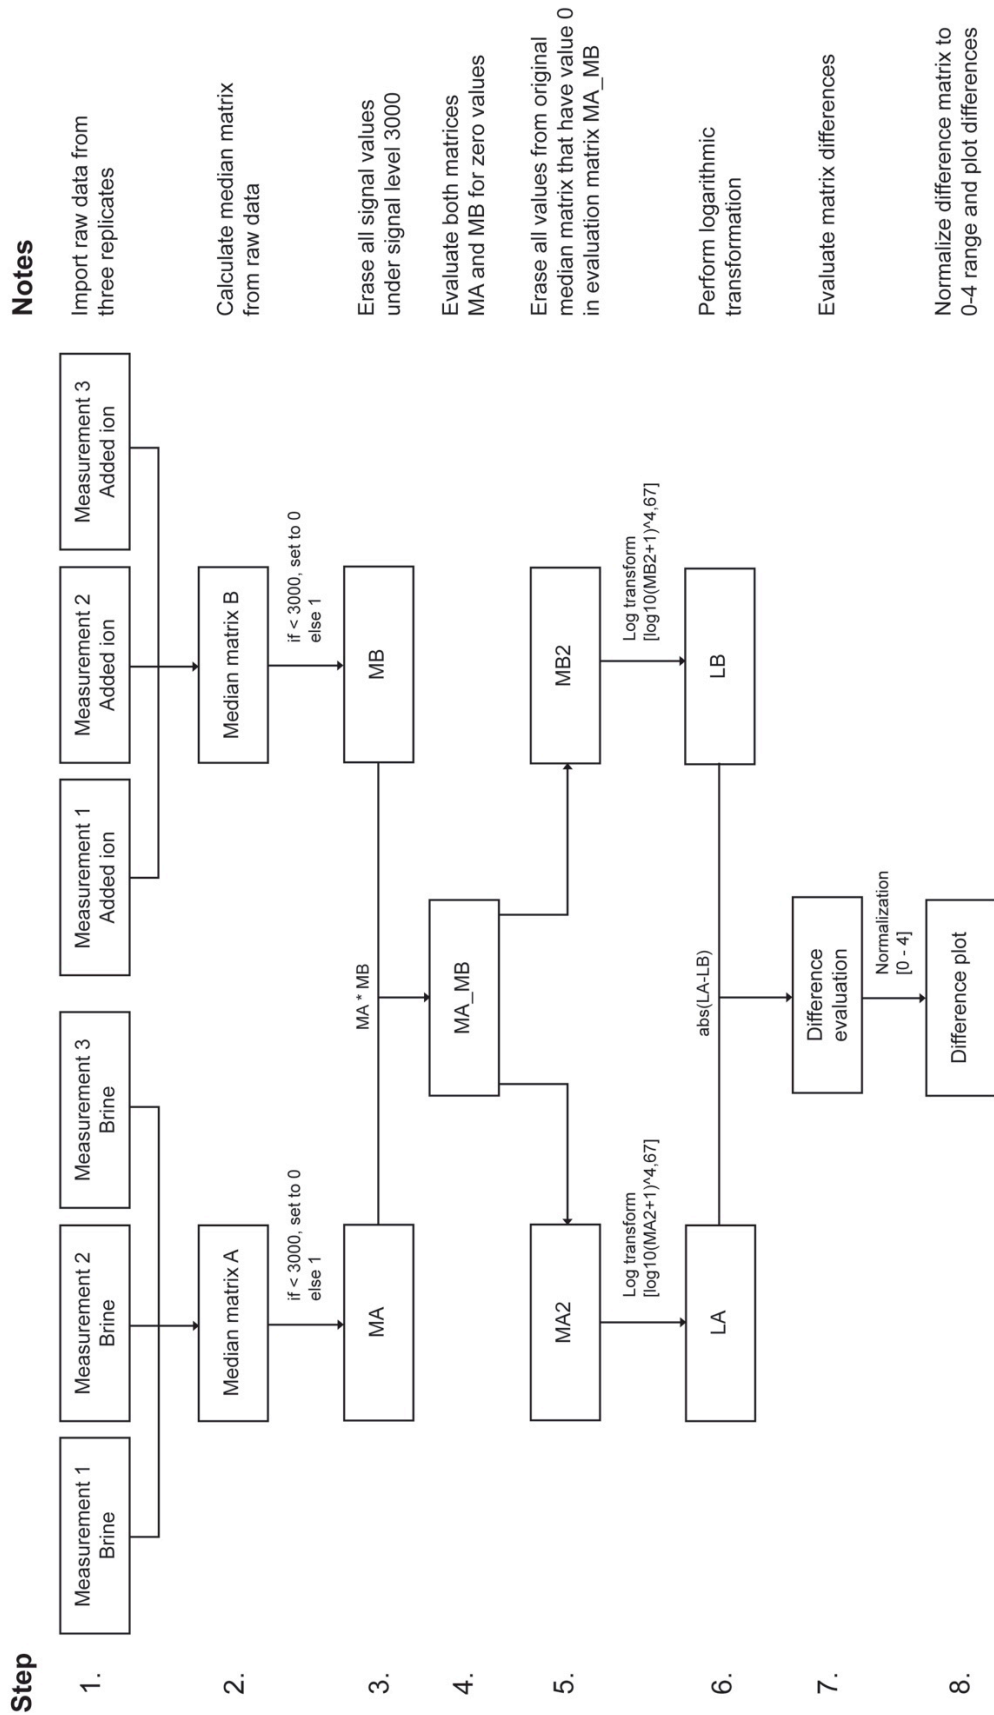 Step
Notes
1.
Measurement 1
Brine
Measurement 2
Brine
Measurement 3
Brine
Measurement 1
Added ion
Measurement 2
Added ion
Measurement 3
Added ion
Import raw data from
three replicates
2.
Median matrix A
Median matrix B
Calculate median matrix
from raw data
if < 3000, set to 0
else 1
if < 3000, set to 0
else 1
3.
MA
MA * MB
MB
Erase all signal values
under signal level 3000
4.
MA_MB
Evaluate both matrices
MA and MB for zero values
5.
MA2
MB2
Erase all values from original
median matrix that have value 0
in evaluation matrix MA_MB
Log transform
[log10(MA2+1)^4,67]
Log transform
[log10(MB2+1)^4,67]
6.
LA
abs(LA-LB)
LB
Perform logarithmic
transformation
7.
Difference
evaluation
Evaluate matrix differences
Normalization
[0 - 4]
8.
Difference plot
Normalize difference matrix to
0-4 range and plot differences